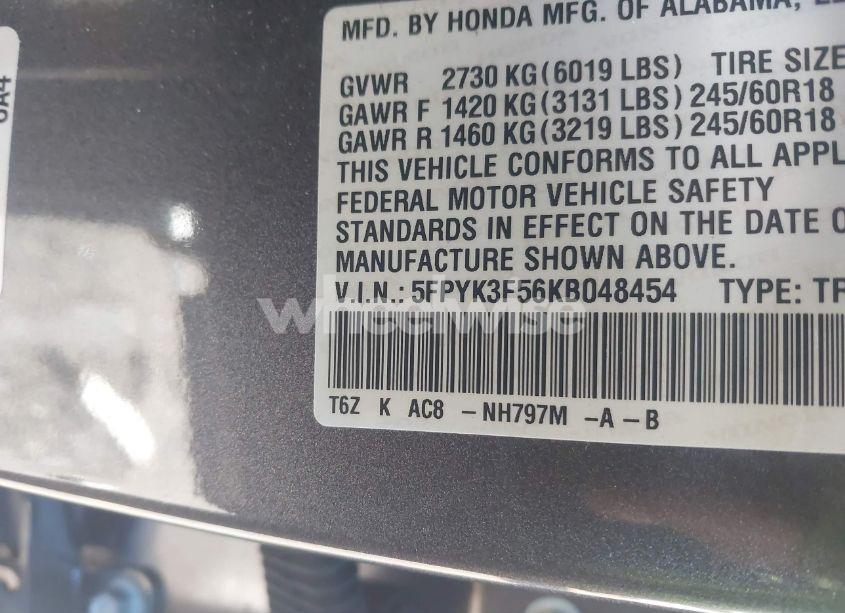 0A4
MFD. BY HONDA MFG. OF ALABAMA,
GVWR 2730 KG(6019 LBS) TIRE SIZE
GAWR F 1420 KG(3131 LBS) 245/60R18
GAWR R 1460 KG(3219 LBS) 245/60R18
THIS VEHICLE CONFORMS TO ALL APPL
FEDERAL MOTOR VEHICLE SAFETY
STANDARDS IN EFFECT ON THE DATE O
MANUFACTURE SHOWN ABOVE.
V.I.N.: 5FPYK3F56KB048454 TYPE: TR
wheelwise
T6Z K AC8 -NH797M -A-B